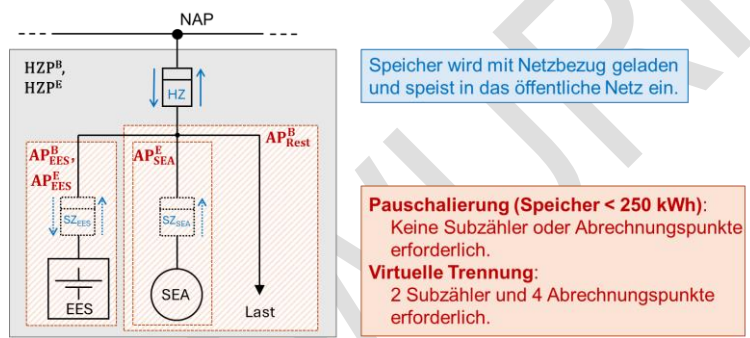 NAP
HZPᴮ,
HZPᴱ
HZ
Speicher wird mit Netzbezug geladen
und speist in das öffentliche Netz ein.
AP^B_EES,
AP^E_EES
AP^E_SEA
AP^B_Rest
SZ_EES
SZ_SEA
EES
SEA
Last
Pauschalierung (Speicher < 250 kWh):
Keine Subzähler oder Abrechnungspunkte
erforderlich.
Virtuelle Trennung:
2 Subzähler und 4 Abrechnungspunkte
erforderlich.